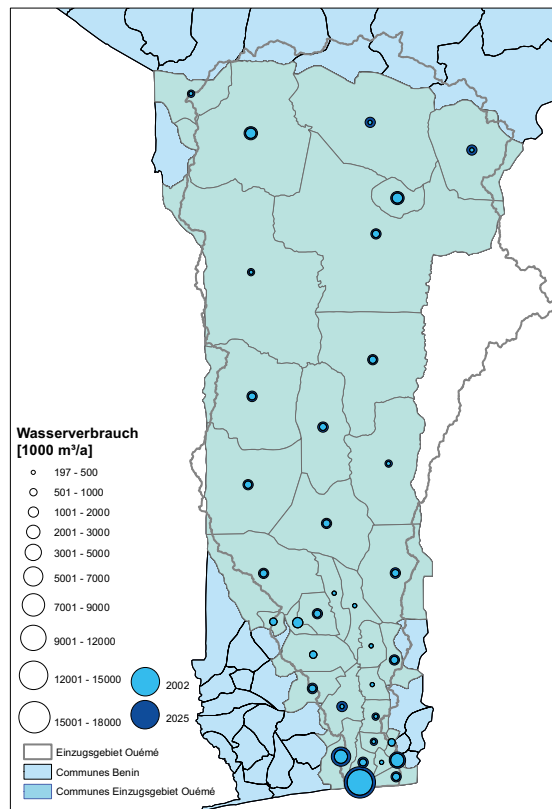 Wasserverbrauch
[1000 m³/a]
197 - 500
501 - 1000
1001 - 2000
2001 - 3000
3001 - 5000
5001 - 7000
7001 - 9000
9001 - 12000
12001 - 15000
15001 - 18000
2002
2025
Einzugsgebiet Ouémé
Communes Benin
Communes Einzugsgebiet Ouémé